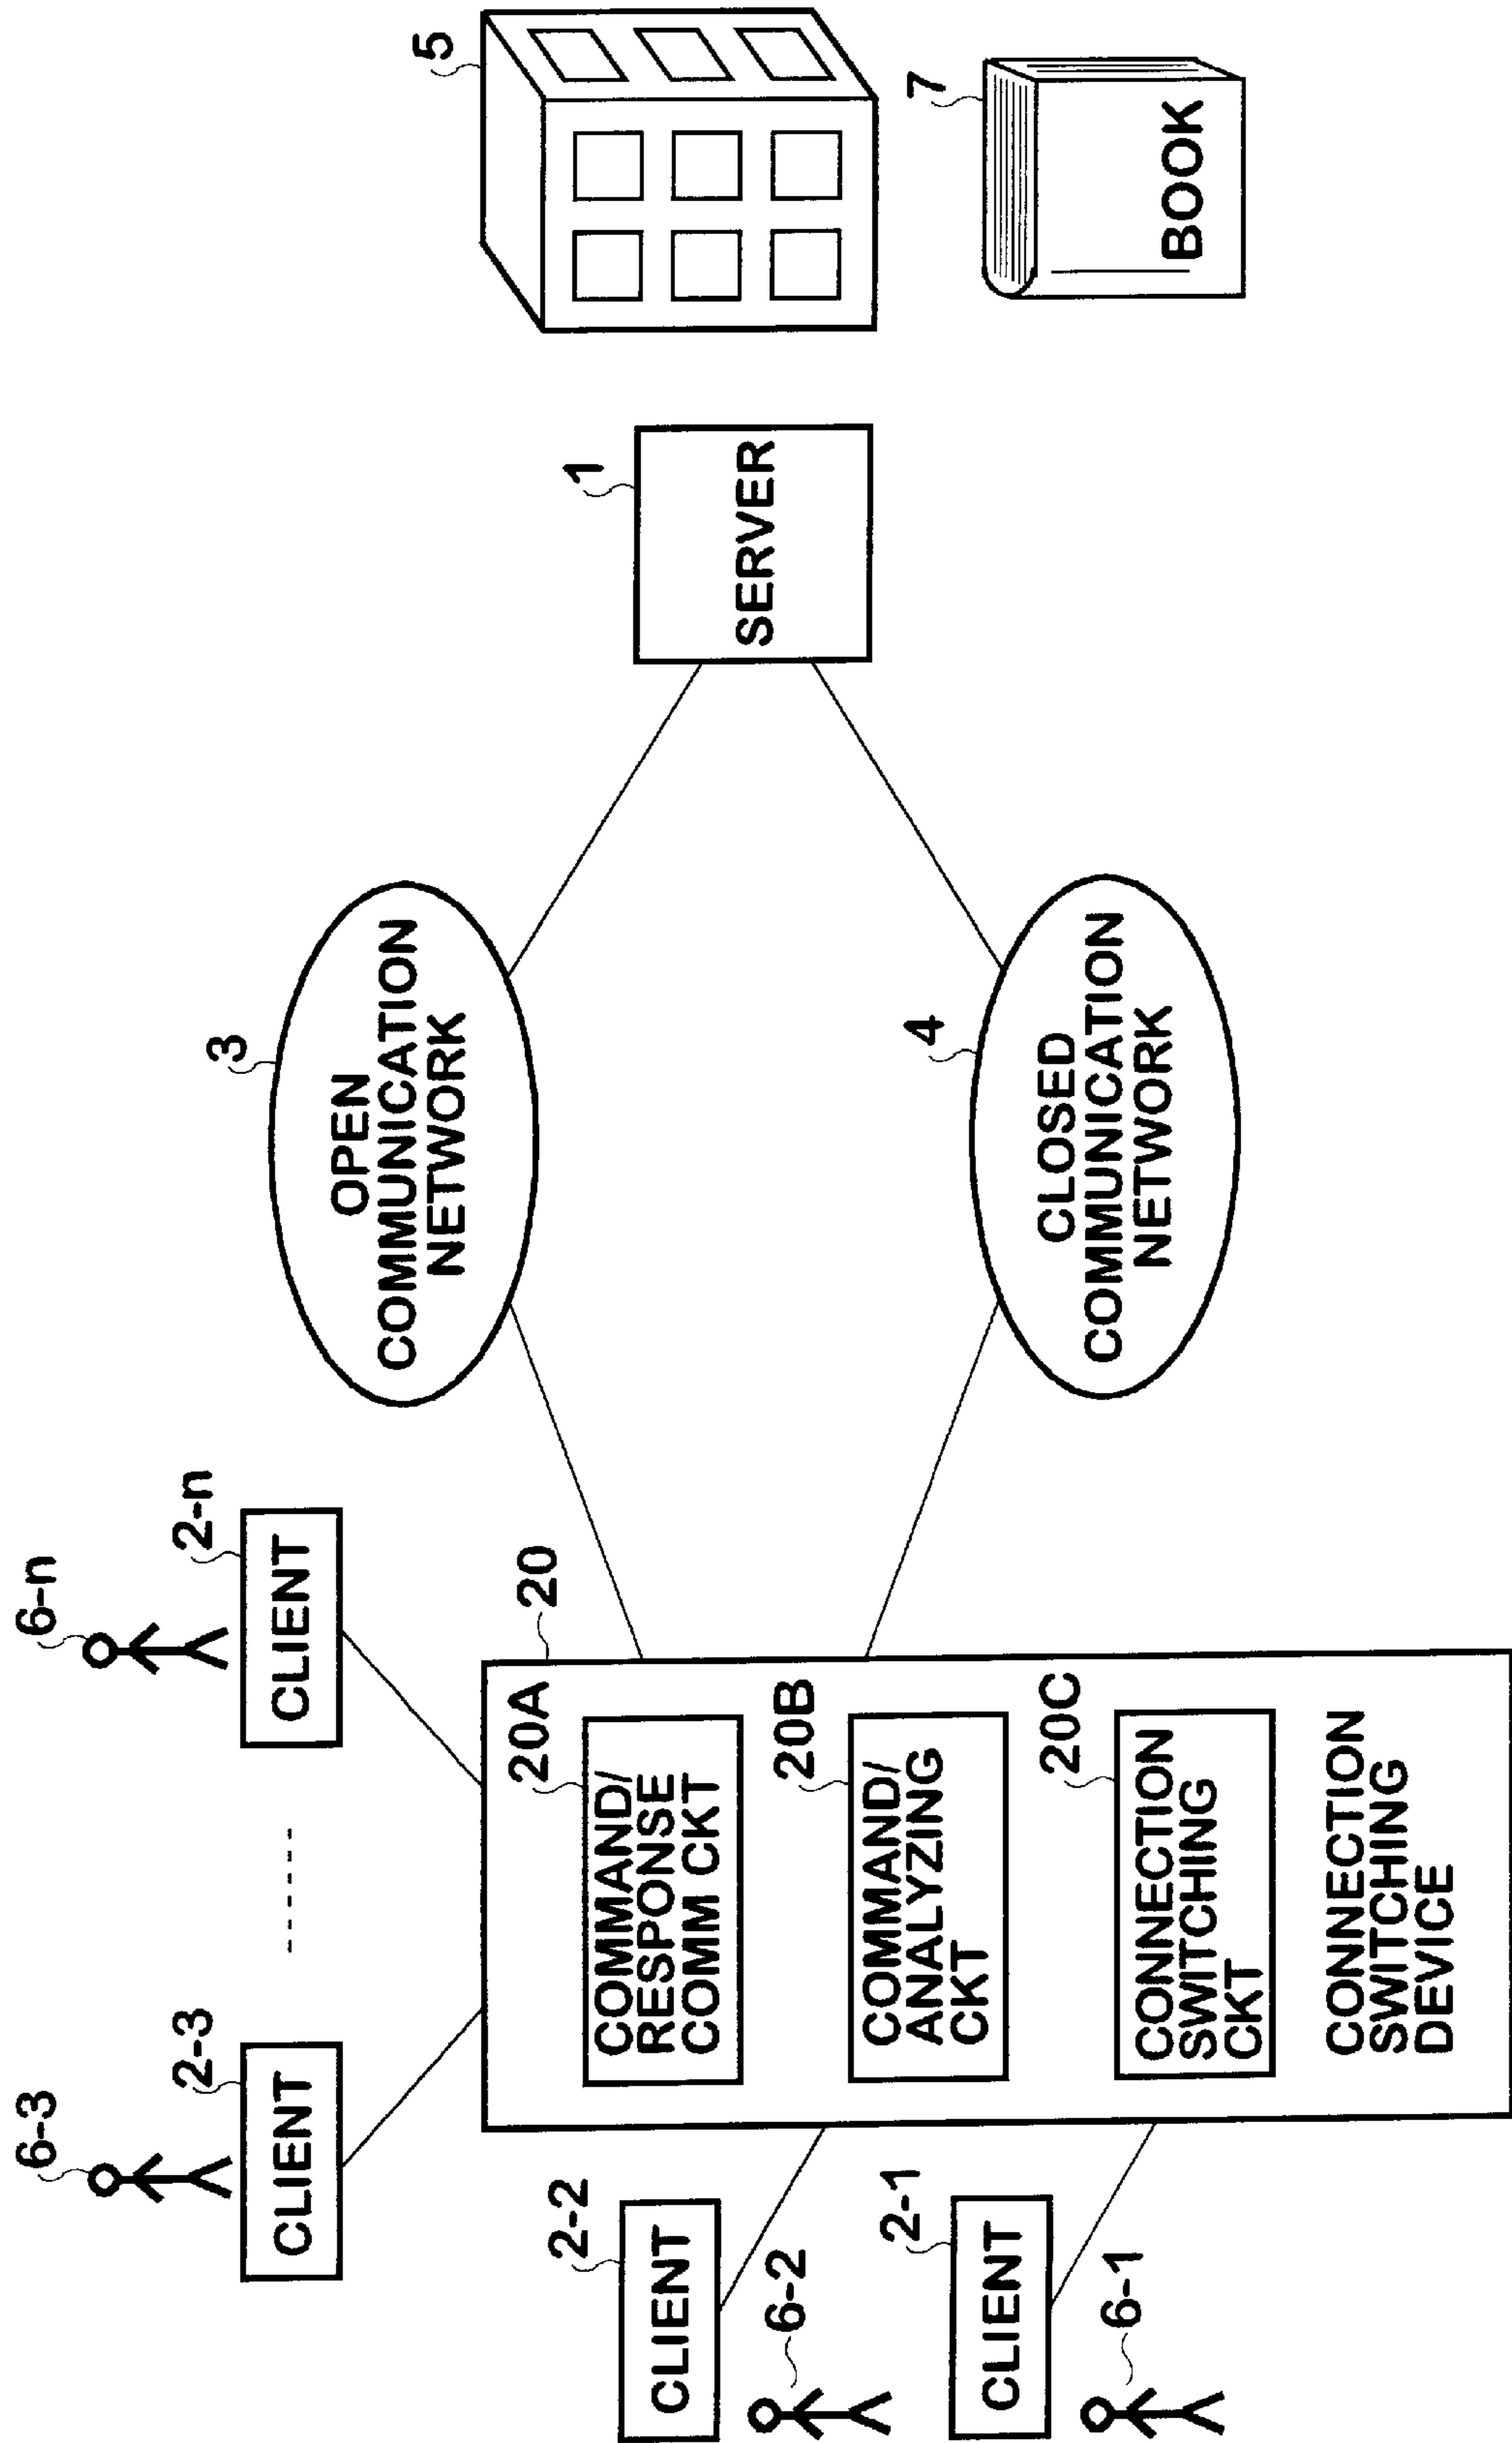 6-3
2-3
CLIENT
6-n
2-n
CLIENT
6-2
2-2
CLIENT
6-1
2-1
CLIENT
20
20A
COMMAND/
RESPONSE
COMM CKT
20B
COMMAND/
ANALYZING
CKT
20C
CONNECTION
SWITCHING
CKT
CONNECTION
SWITCHING
DEVICE
3
OPEN
COMMUNICATION
NETWORK
4
CLOSED
COMMUNICATION
NETWORK
1
SERVER
5
7
BOOK